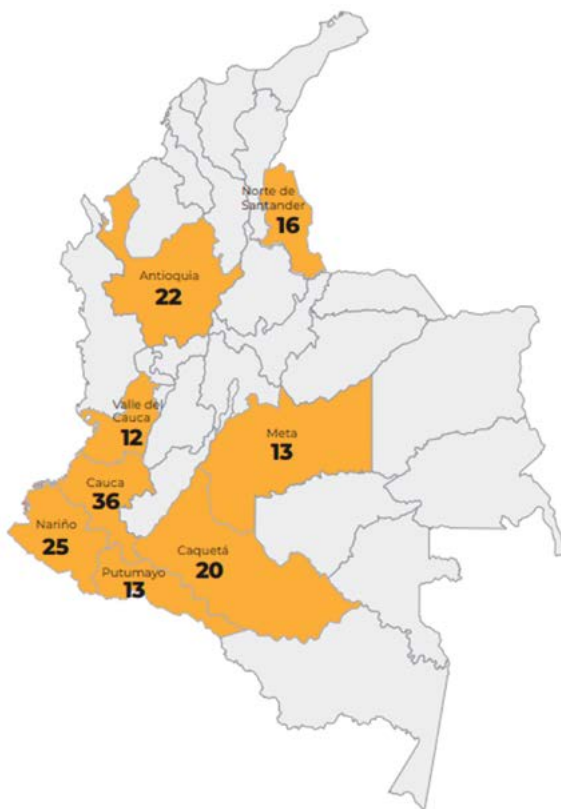 Norte de
Santander
16
Antioquia
22
Valle del
Cauca
12
Meta
13
Cauca
36
Nariño
25
Caquetá
20
Putumayo
13